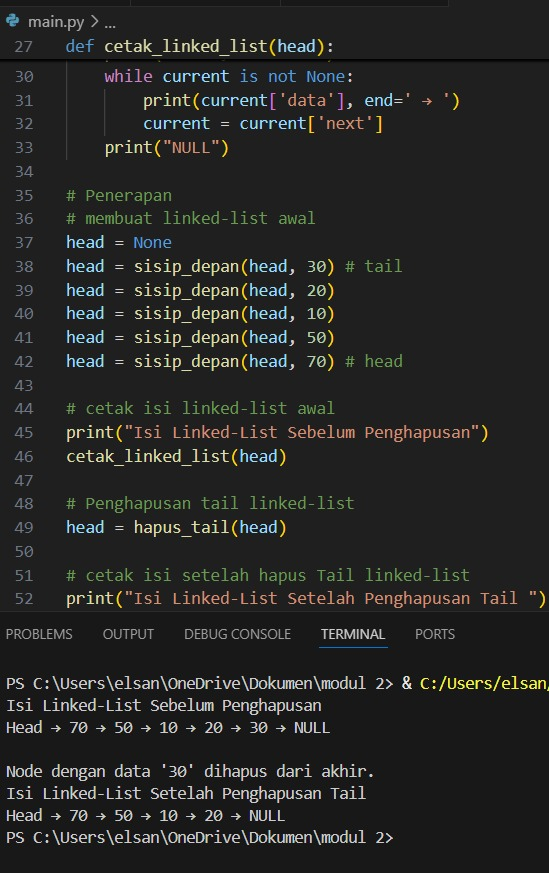 main.py > ...
27 def cetak_linked_list(head):
30 while current is not None:
31 print(current['data'], end=' → ')
32 current = current['next']
33 print("NULL")
34
35 # Penerapan
36 # membuat linked-list awal
37 head = None
38 head = sisip_depan(head, 30) # tail
39 head = sisip_depan(head, 20)
40 head = sisip_depan(head, 10)
41 head = sisip_depan(head, 50)
42 head = sisip_depan(head, 70) # head
43
44 # cetak isi linked-list awal
45 print("Isi Linked-List Sebelum Penghapusan")
46 cetak_linked_list(head)
47
48 # Penghapusan tail linked-list
49 head = hapus_tail(head)
50
51 # cetak isi setelah hapus Tail linked-list
52 print("Isi Linked-List Setelah Penghapusan Tail ")
PROBLEMS OUTPUT DEBUG CONSOLE TERMINAL PORTS
PS C:\Users\elsan\OneDrive\Dokumen\modul 2> & C:/Users/elsan/
Isi Linked-List Sebelum Penghapusan
Head → 70 → 50 → 10 → 20 → 30 → NULL
Node dengan data '30' dihapus dari akhir.
Isi Linked-List Setelah Penghapusan Tail
Head → 70 → 50 → 10 → 20 → NULL
PS C:\Users\elsan\OneDrive\Dokumen\modul 2>